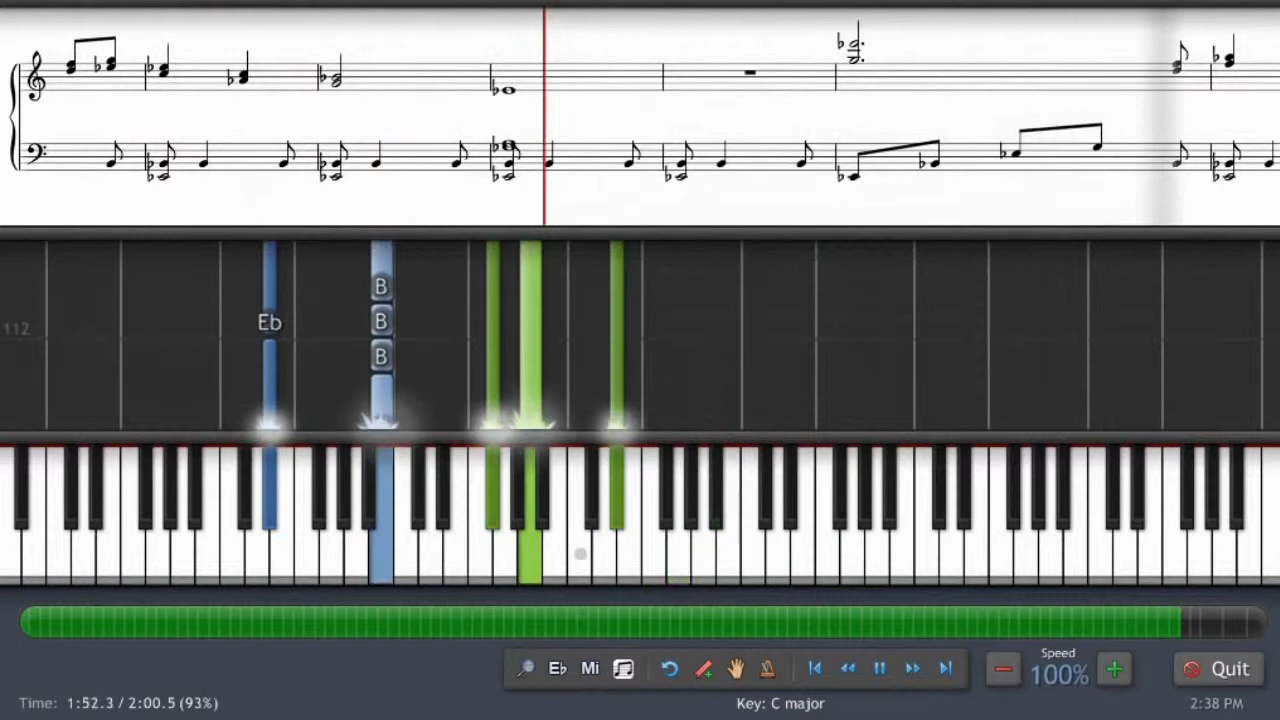 Eb
B
B
B
112
E♭
Mi
Speed
100%
Quit
Time: 1:52.3 / 2:00.5 (93%)
Key: C major
2:38 PM